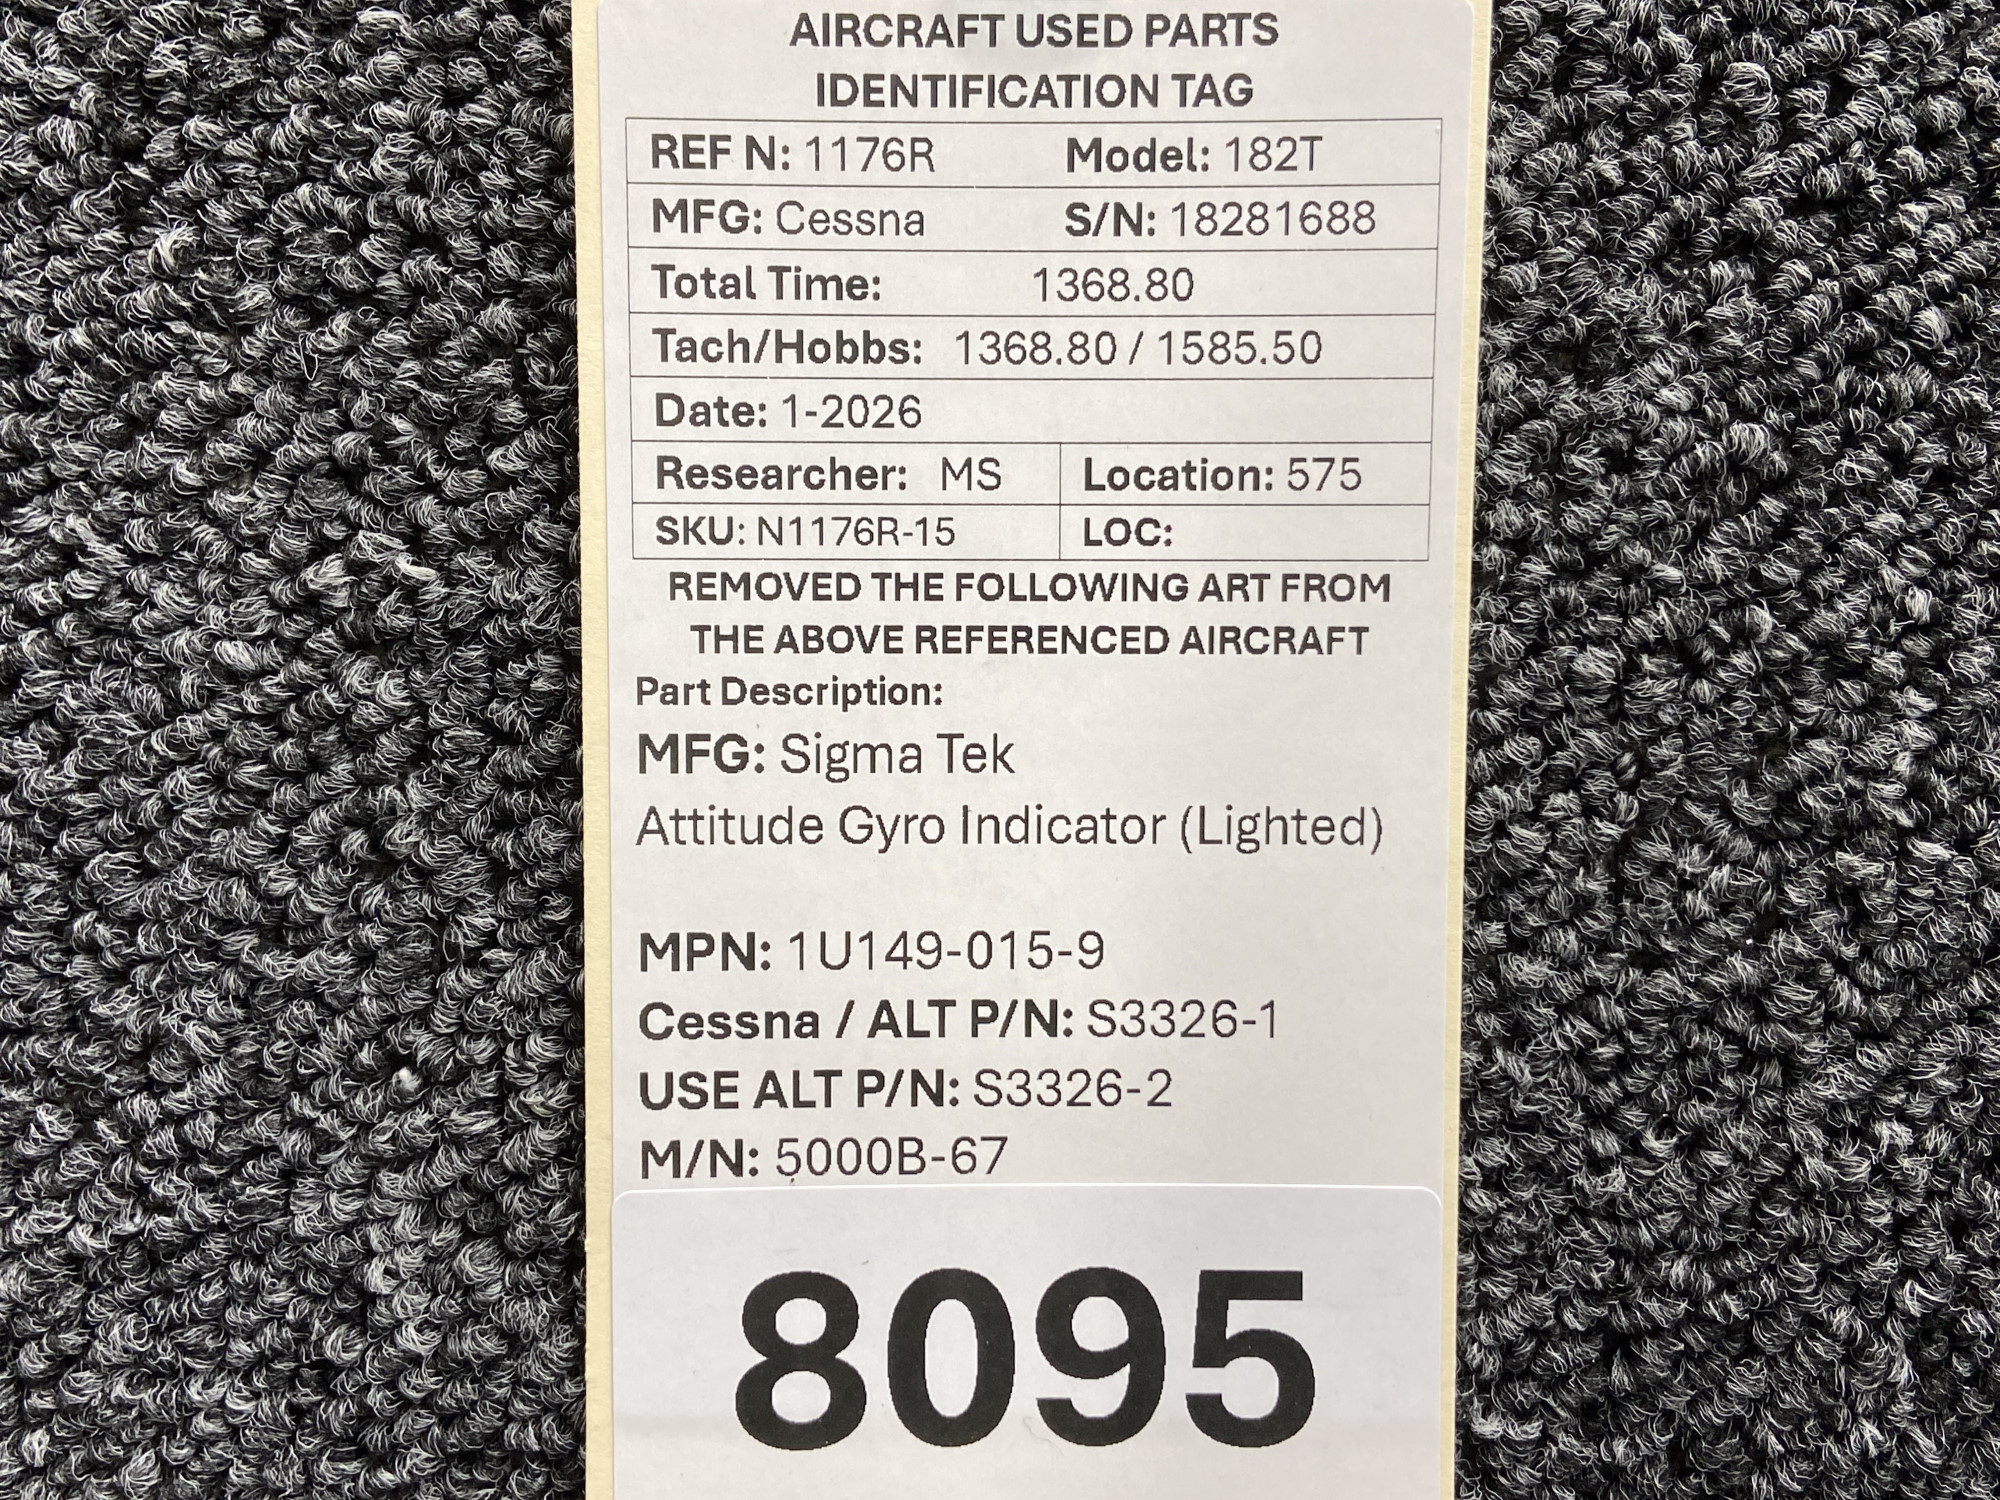 AIRCRAFT USED PARTS
IDENTIFICATION TAG
REF N: 1176R Model: 182T
MFG: Cessna S/N: 18281688
Total Time: 1368.80
Tach/Hobbs: 1368.80 / 1585.50
Date: 1-2026
Researcher: MS Location: 575
SKU: N1176R-15 LOC:
REMOVED THE FOLLOWING ART FROM
THE ABOVE REFERENCED AIRCRAFT
Part Description:
MFG: Sigma Tek
Attitude Gyro Indicator (Lighted)
MPN: 1U149-015-9
Cessna / ALT P/N: S3326-1
USE ALT P/N: S3326-2
M/N: 5000B-67
8095